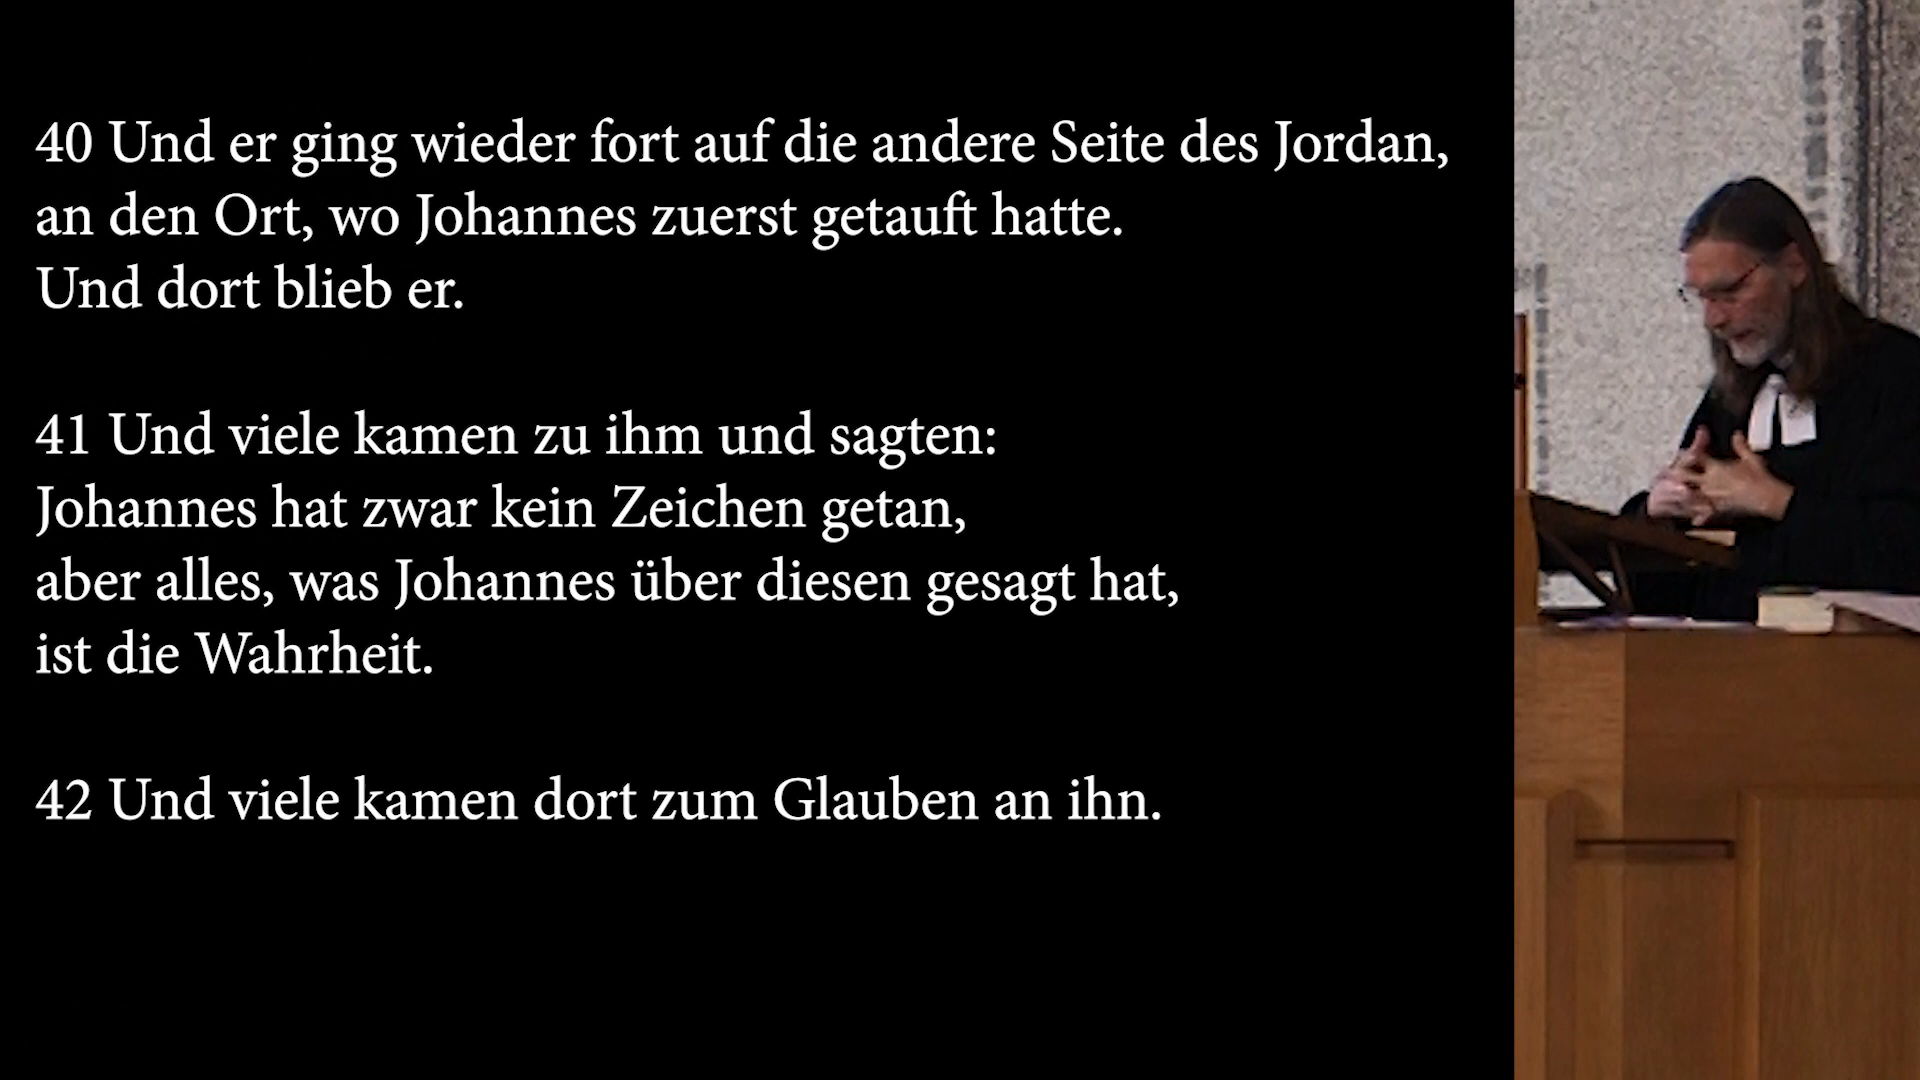 40 Und er ging wieder fort auf die andere Seite des Jordan,
an den Ort, wo Johannes zuerst getauft hatte.
Und dort blieb er.
41 Und viele kamen zu ihm und sagten:
Johannes hat zwar kein Zeichen getan,
aber alles, was Johannes über diesen gesagt hat,
ist die Wahrheit.
42 Und viele kamen dort zum Glauben an ihn.